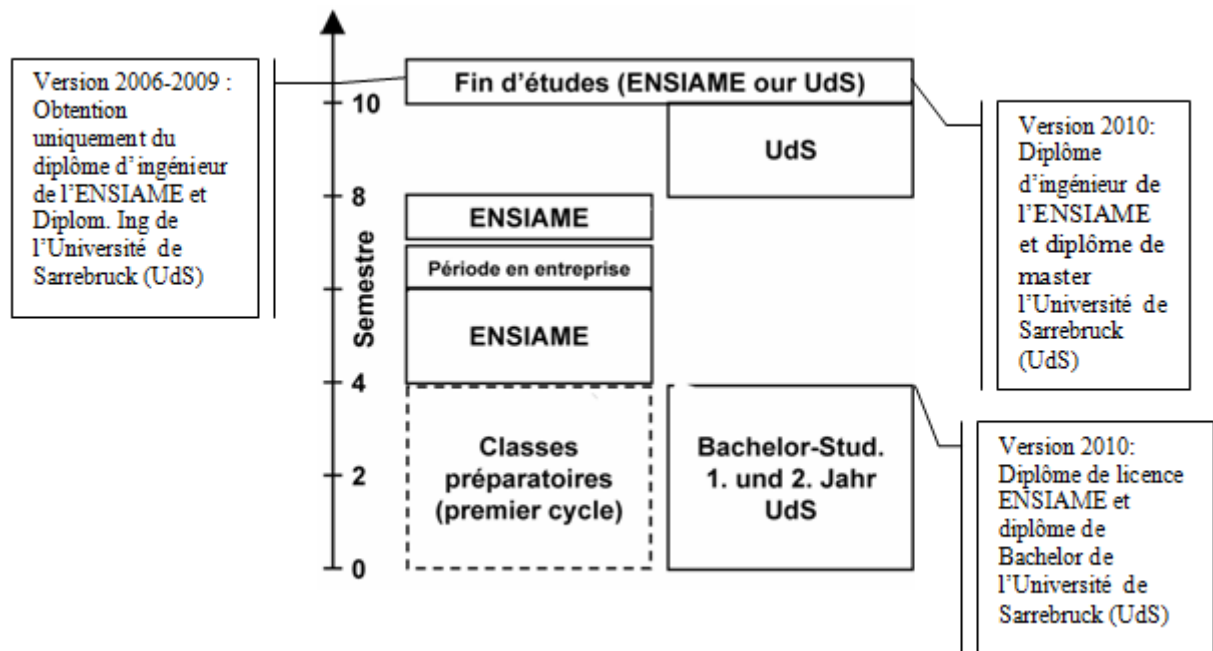 Version 2006-2009 :
Obtention
uniquement du
diplôme d'ingénieur
de l'ENSIAME et
Diplom. Ing de
l'Université de
Sarrebruck (UdS)
Semestre
10
8
4
2
0
Fin d'études (ENSIAME our UdS)
UdS
ENSIAME
Période en entreprise
ENSIAME
Classes
préparatoires
(premier cycle)
Bachelor-Stud.
1. und 2. Jahr
UdS
Version 2010:
Diplôme
d'ingénieur de
l'ENSIAME
et diplôme de
master
l'Université de
Sarrebruck
(UdS)
Version 2010:
Diplôme de licence
ENSIAME et
diplôme de
Bachelor de
l'Université de
Sarrebruck (UdS)